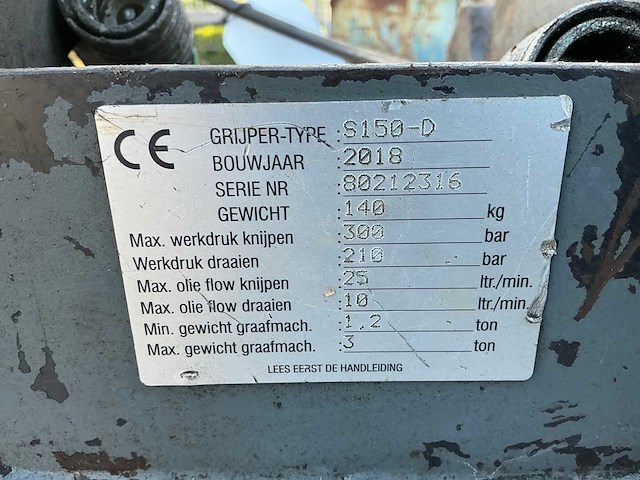 CE
GRIJPER-TYPE : S150-D
BOUWJAAR : 2018
SERIE NR : 80212316
GEWICHT : 140 kg
Max. werkdruk knijpen : 300 bar
Werkdruk draaien : 210 bar
Max. olie flow knijpen : 25 ltr./min.
Max. olie flow draaien : 10 ltr./min.
Min. gewicht graafmach. : 1,2 ton
Max. gewicht graafmach. : 3 ton
LEES EERST DE HANDLEIDING